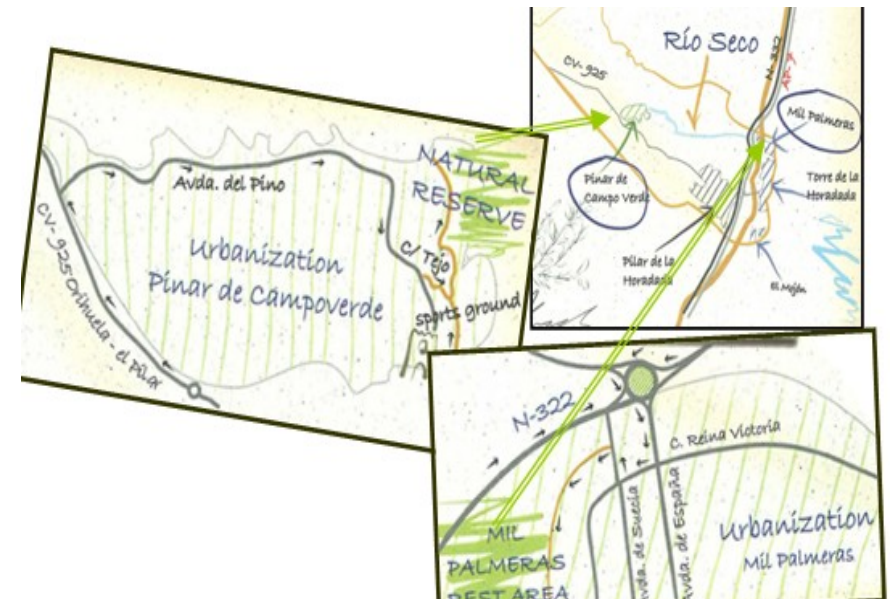 NATURAL
RESERVE
Avda. del Pino
C/ Tejo
Urbanization
Pinar de Campoverde
sports ground
CV-925 Orihuela - el Pilar
Río Seco
CV-925
N-332
AP-7
Mil Palmeras
Pinar de
Campo Verde
Torre de la
Horadada
Pilar de la
Horadada
El Mojón
N-322
C. Reina Victoria
Avda. de Suecia
Avda. de España
Urbanization
Mil Palmeras
MIL
PALMERAS
REST AREA